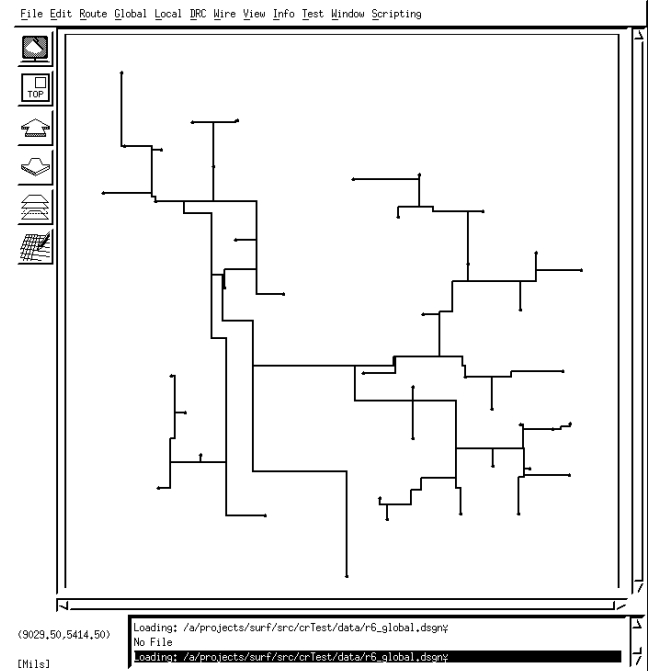 File Edit Route Global Local DRC Wire View Info Test Window Scripting
TOP
(9029.50,5414.50)
[Mils]
Loading: /a/projects/surf/src/crTest/data/r6_global.dsgn
No File
Loading: /a/projects/surf/src/crTest/data/r6_global.dsgn